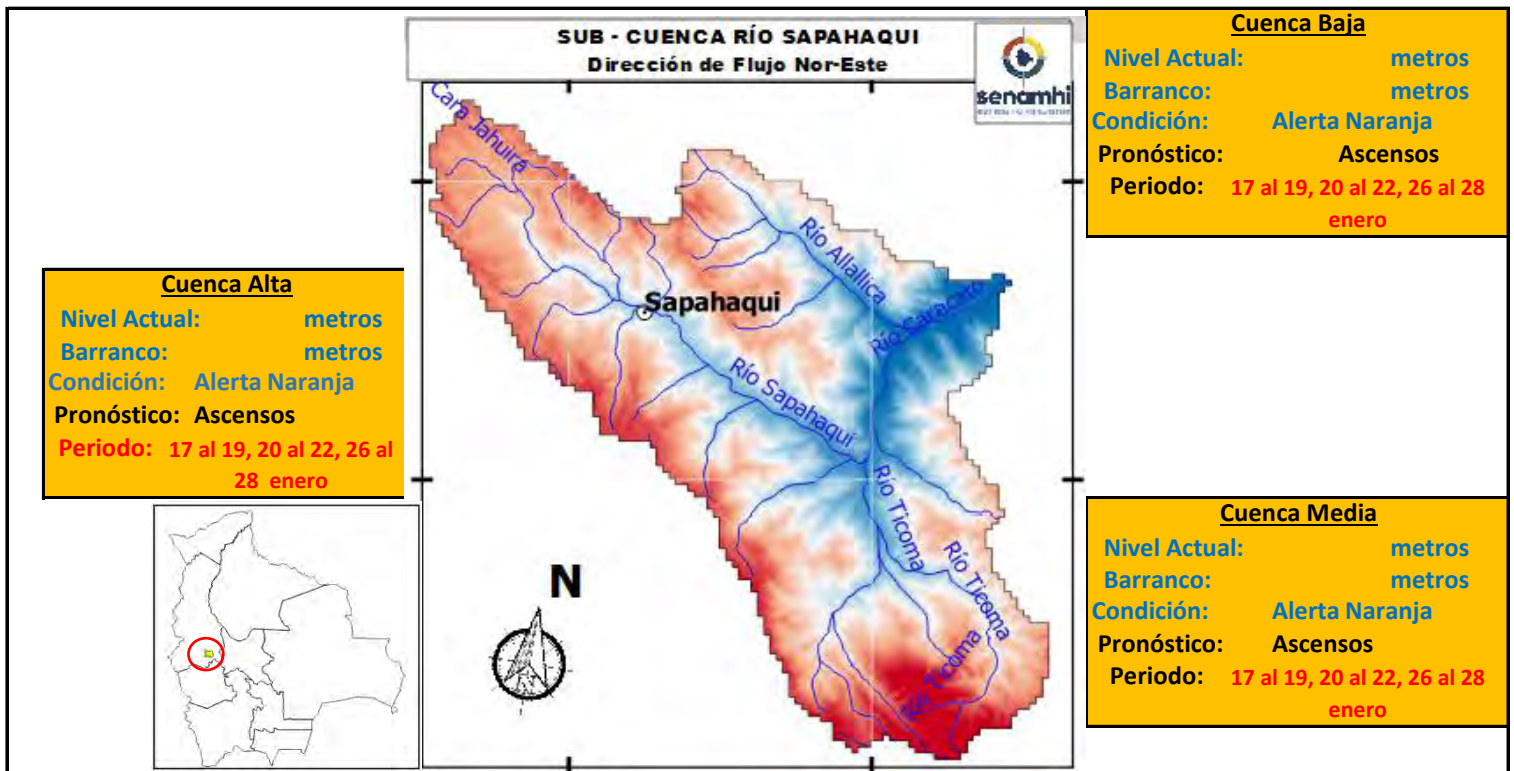 SUB - CUENCA RÍO SAPAHAQUI
Dirección de Flujo Nor-Este
senamhi
Cuenca Baja
Nivel Actual: metros
Barranco: metros
Condición: Alerta Naranja
Pronóstico: Ascensos
Periodo: 17 al 19, 20 al 22, 26 al 28
enero
Cuenca Alta
Nivel Actual: metros
Barranco: metros
Condición: Alerta Naranja
Pronóstico: Ascensos
Periodo: 17 al 19, 20 al 22, 26 al
28 enero
Cara Jahuira
Río Allallica
Sapahaqui
Río Saracato
Río Sapahaqui
Río Ticoma
Río Ticoma
Río Ticoma
N
Cuenca Media
Nivel Actual: metros
Barranco: metros
Condición: Alerta Naranja
Pronóstico: Ascensos
Periodo: 17 al 19, 20 al 22, 26 al 28
enero